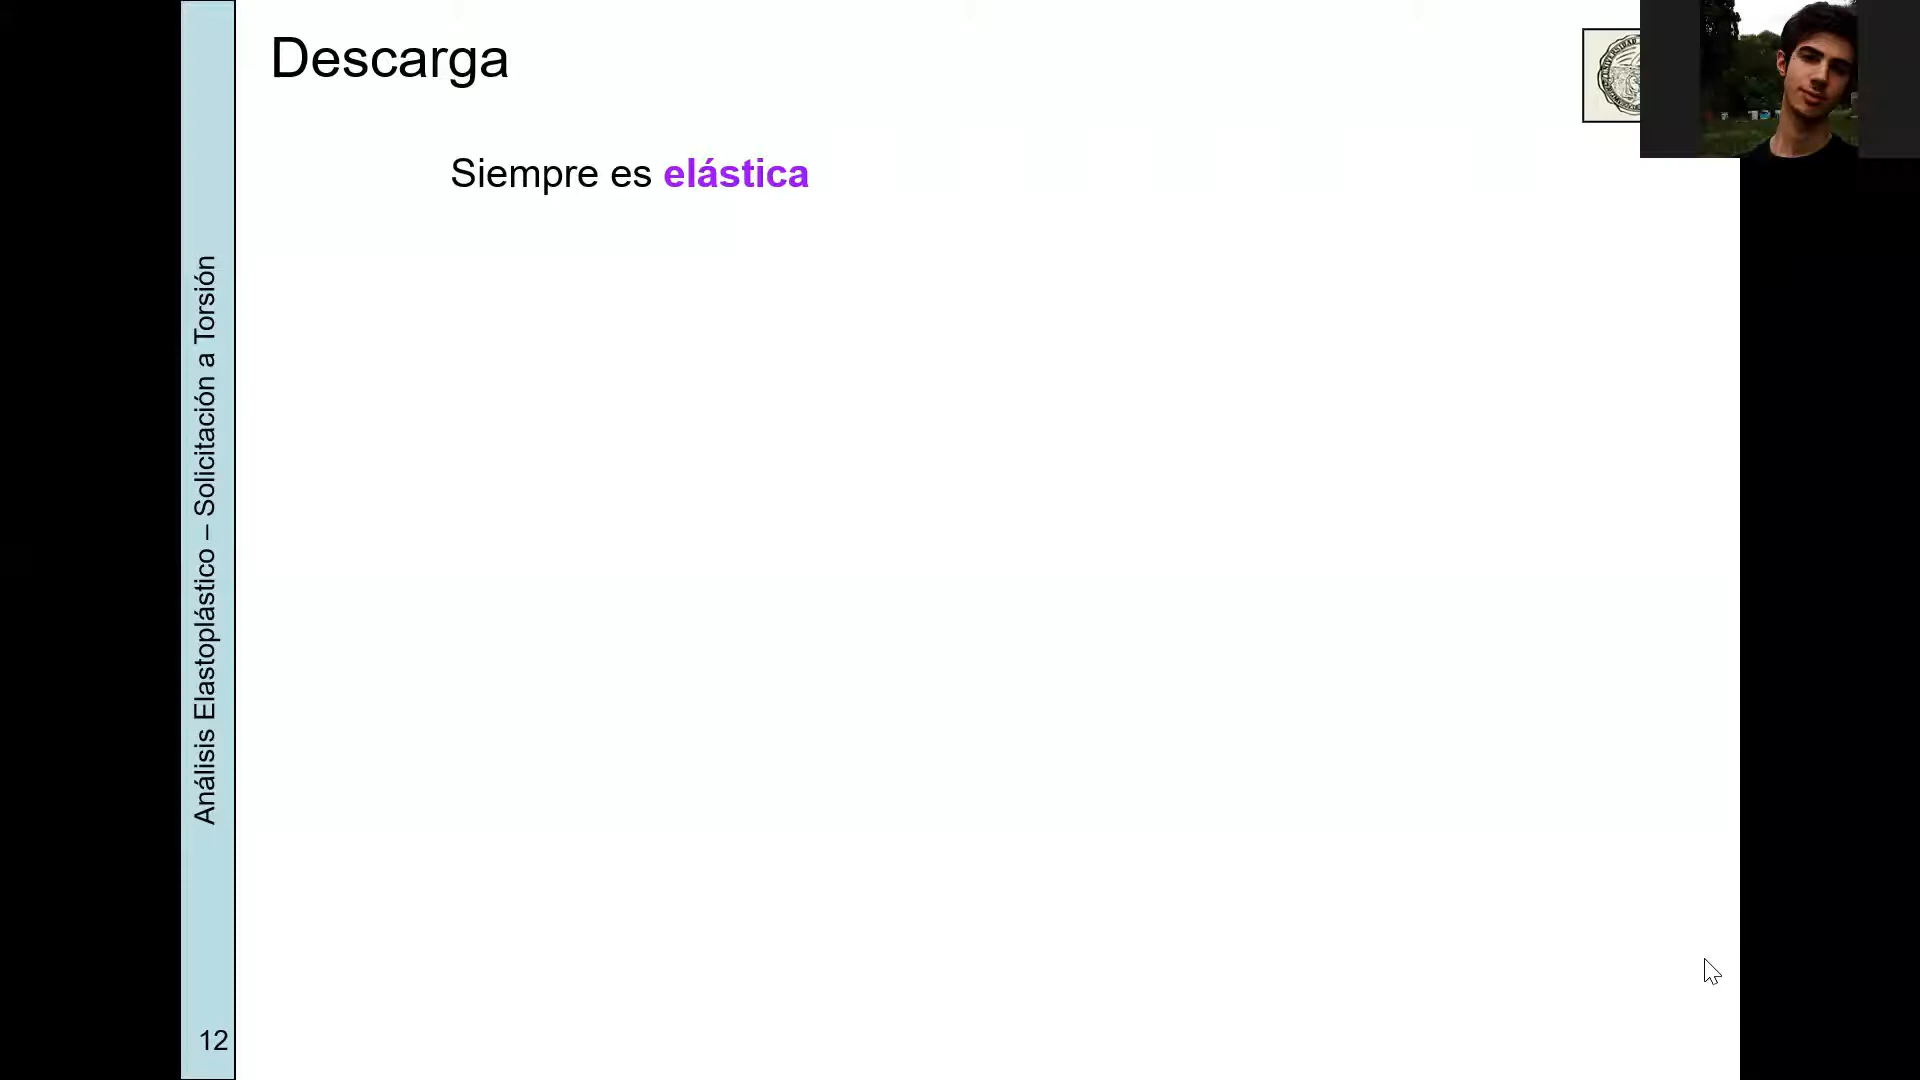 Descarga
Siempre es elástica
Análisis Elastoplástico – Solicitación a Torsión
12